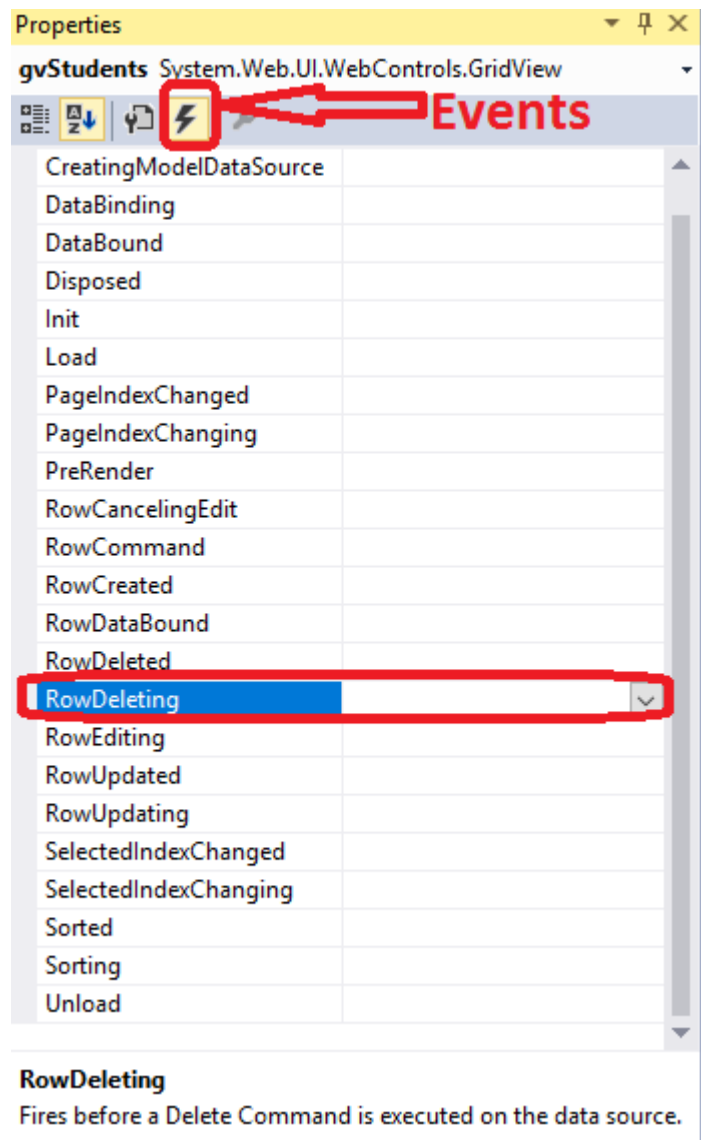 Properties
gvStudents System.Web.UI.WebControls.GridView
Events
CreatingModelDataSource
DataBinding
DataBound
Disposed
Init
Load
PageIndexChanged
PageIndexChanging
PreRender
RowCancelingEdit
RowCommand
RowCreated
RowDataBound
RowDeleted
RowDeleting
RowEditing
RowUpdated
RowUpdating
SelectedIndexChanged
SelectedIndexChanging
Sorted
Sorting
Unload
RowDeleting
Fires before a Delete Command is executed on the data source.